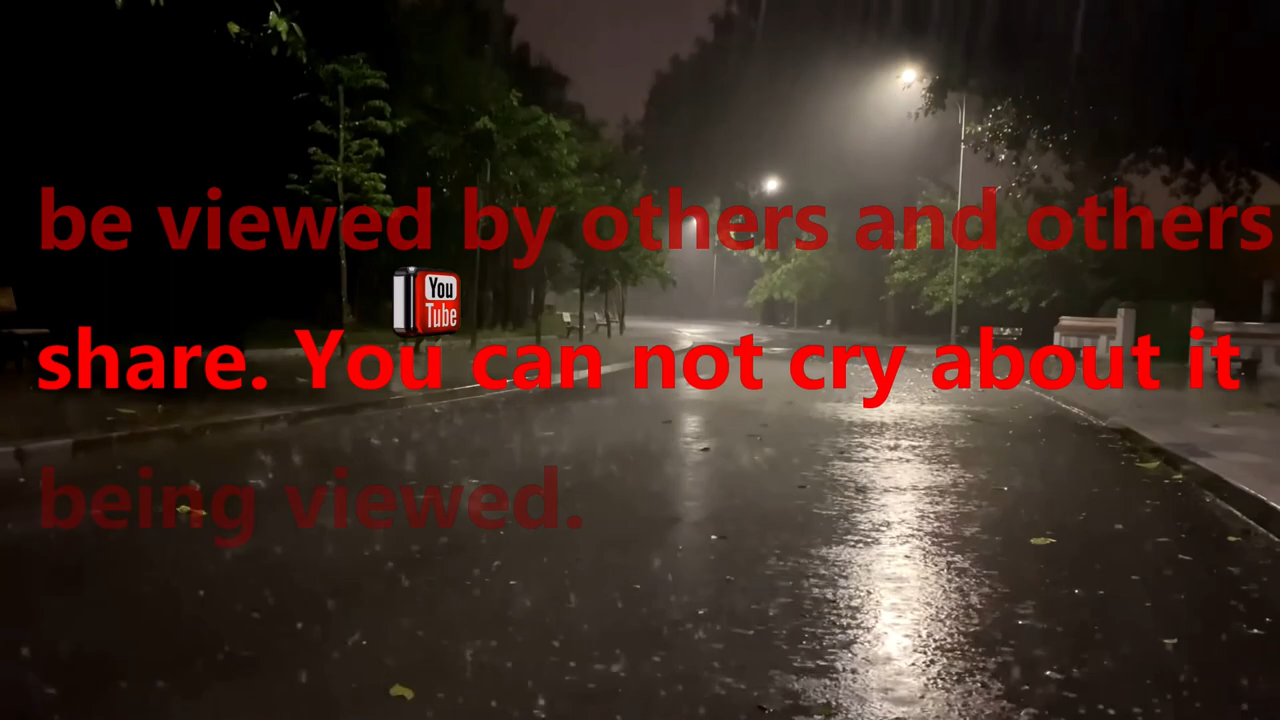 be viewed by others and others
You
Tube
share. You can not cry about it
being viewed.